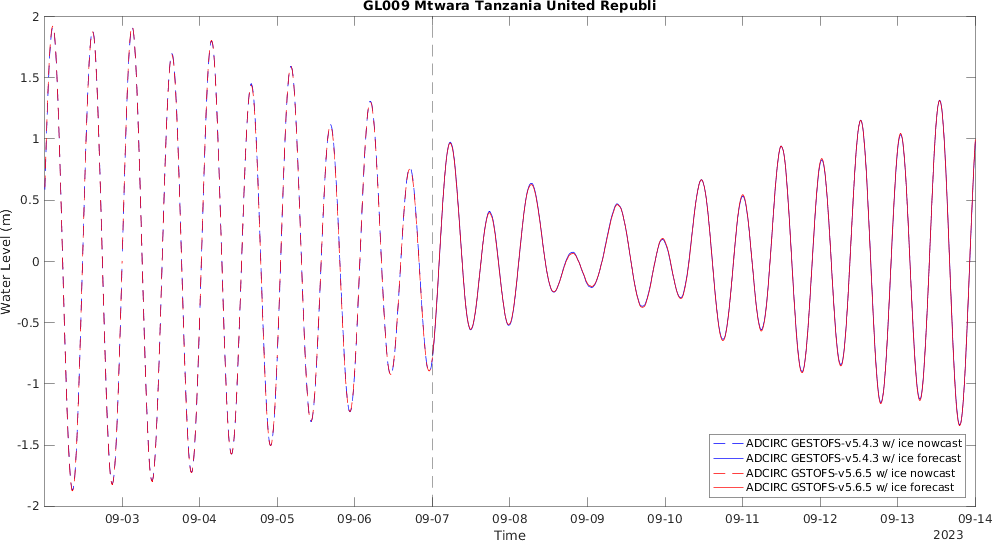 GL009 Mtwara Tanzania United Republi
2
1.5
1
0.5
0
-0.5
-1
-1.5
-2
Water Level (m)
ADCIRC GESTOFS-v5.4.3 w/ ice nowcast
ADCIRC GESTOFS-v5.4.3 w/ ice forecast
ADCIRC GSTOFS-v5.6.5 w/ ice nowcast
ADCIRC GSTOFS-v5.6.5 w/ ice forecast
09-03 09-04 09-05 09-06 09-07 09-08 09-09 09-10 09-11 09-12 09-13 09-14
Time
2023